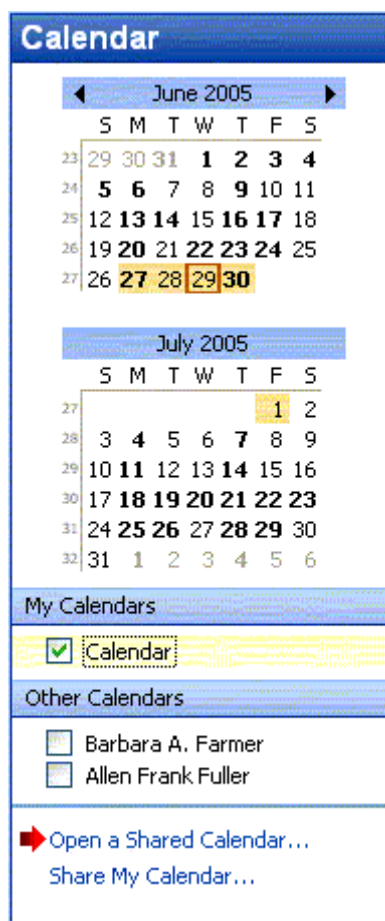 Calendar
June 2005
S M T W T F S
23 29 30 31 1 2 3 4
24 5 6 7 8 9 10 11
25 12 13 14 15 16 17 18
26 19 20 21 22 23 24 25
27 26 27 28 29 30
July 2005
S M T W T F S
27 1 2
28 3 4 5 6 7 8 9
29 10 11 12 13 14 15 16
30 17 18 19 20 21 22 23
31 24 25 26 27 28 29 30
32 31 1 2 3 4 5 6
My Calendars
Calendar
Other Calendars
Barbara A. Farmer
Allen Frank Fuller
Open a Shared Calendar...
Share My Calendar...